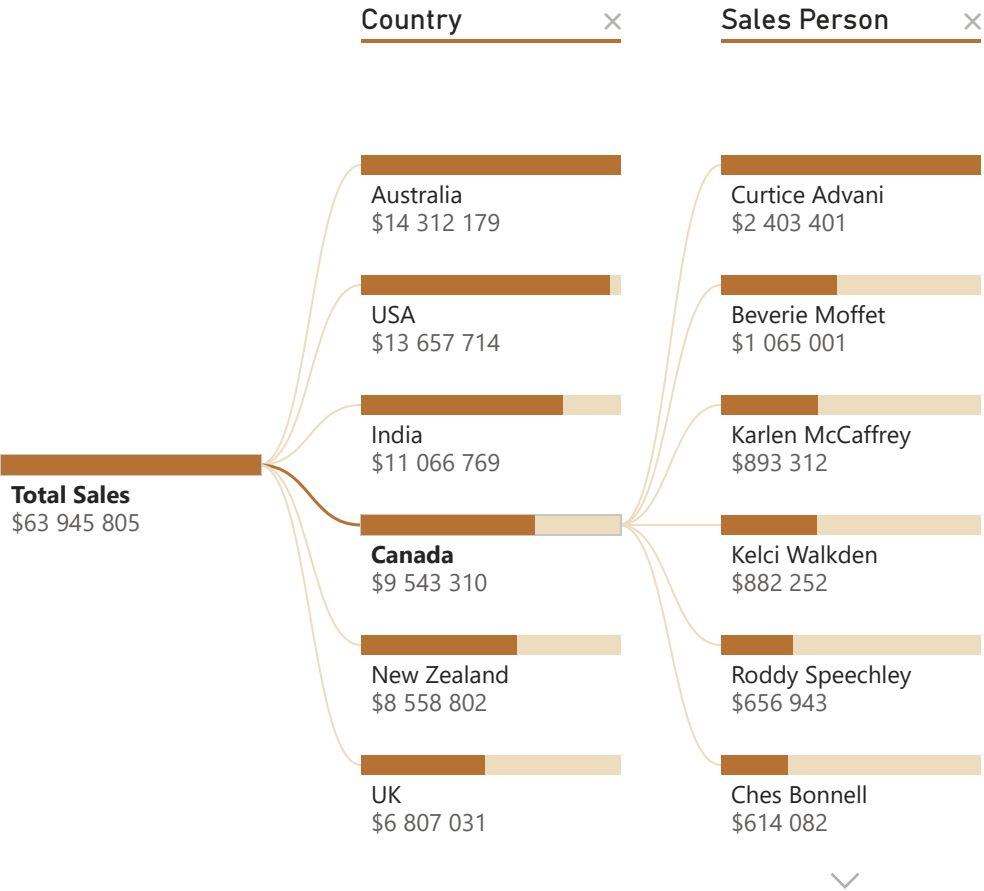 Country
Sales Person
Total Sales
$63 945 805
Australia
$14 312 179
USA
$13 657 714
India
$11 066 769
Canada
$9 543 310
New Zealand
$8 558 802
UK
$6 807 031
Curtice Advani
$2 403 401
Beverie Moffet
$1 065 001
Karlen McCaffrey
$893 312
Kelci Walkden
$882 252
Roddy Speechley
$656 943
Ches Bonnell
$614 082